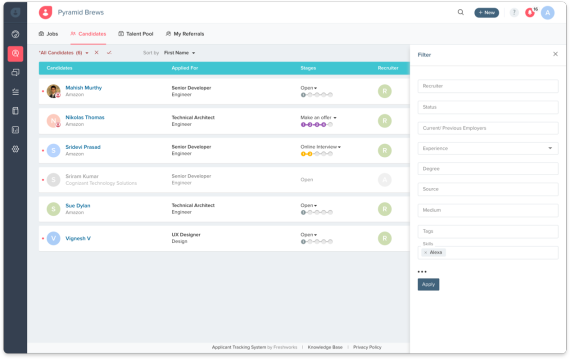 Pyramid Brews
+ New
?
16
A
Jobs
Candidates
Talent Pool
My Referrals
*All Candidates (6)
Sort by First Name
Filter
Candidates Applied For Stages Recruiter
Mahish Murthy
Amazon
Senior Developer
Engineer
Open
R
Nikolas Thomas
Amazon
Technical Architect
Engineer
Make an offer
R
S
Sridevi Prasad
Amazon
Senior Developer
Engineer
Online Interview
R
S
Sriram Kumar
Cognizant Technology Solutions
Senior Developer
Engineer
Open
S
Sue Dylan
Amazon
Technical Architect
Engineer
Open
R
V
Vignesh V
UX Designer
Design
Open
R
Recruiter
Status
Current/ Previous Employers
Experience
Degree
Source
Medium
Tags
Skills
× Alexa
Apply
Applicant Tracking System by Freshworks | Knowledge Base | Privacy Policy